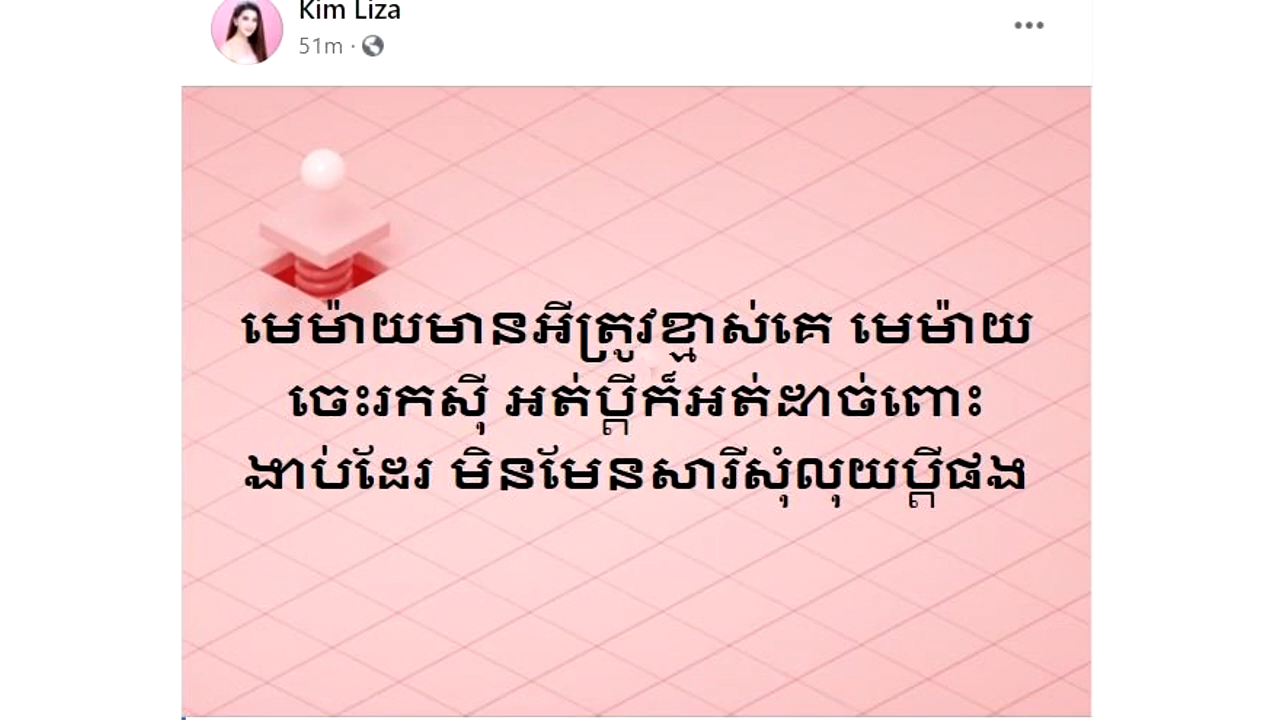 Kim Liza
51m ·
មេម៉ាយមានអីត្រូវខ្មាស់គេ មេម៉ាយ
ចេះរកស៊ី អត់ប្តីក៏អត់ដាច់ពោះ
ងាប់ដែរ មិនមែនសារីសុំលុយប្តីផង